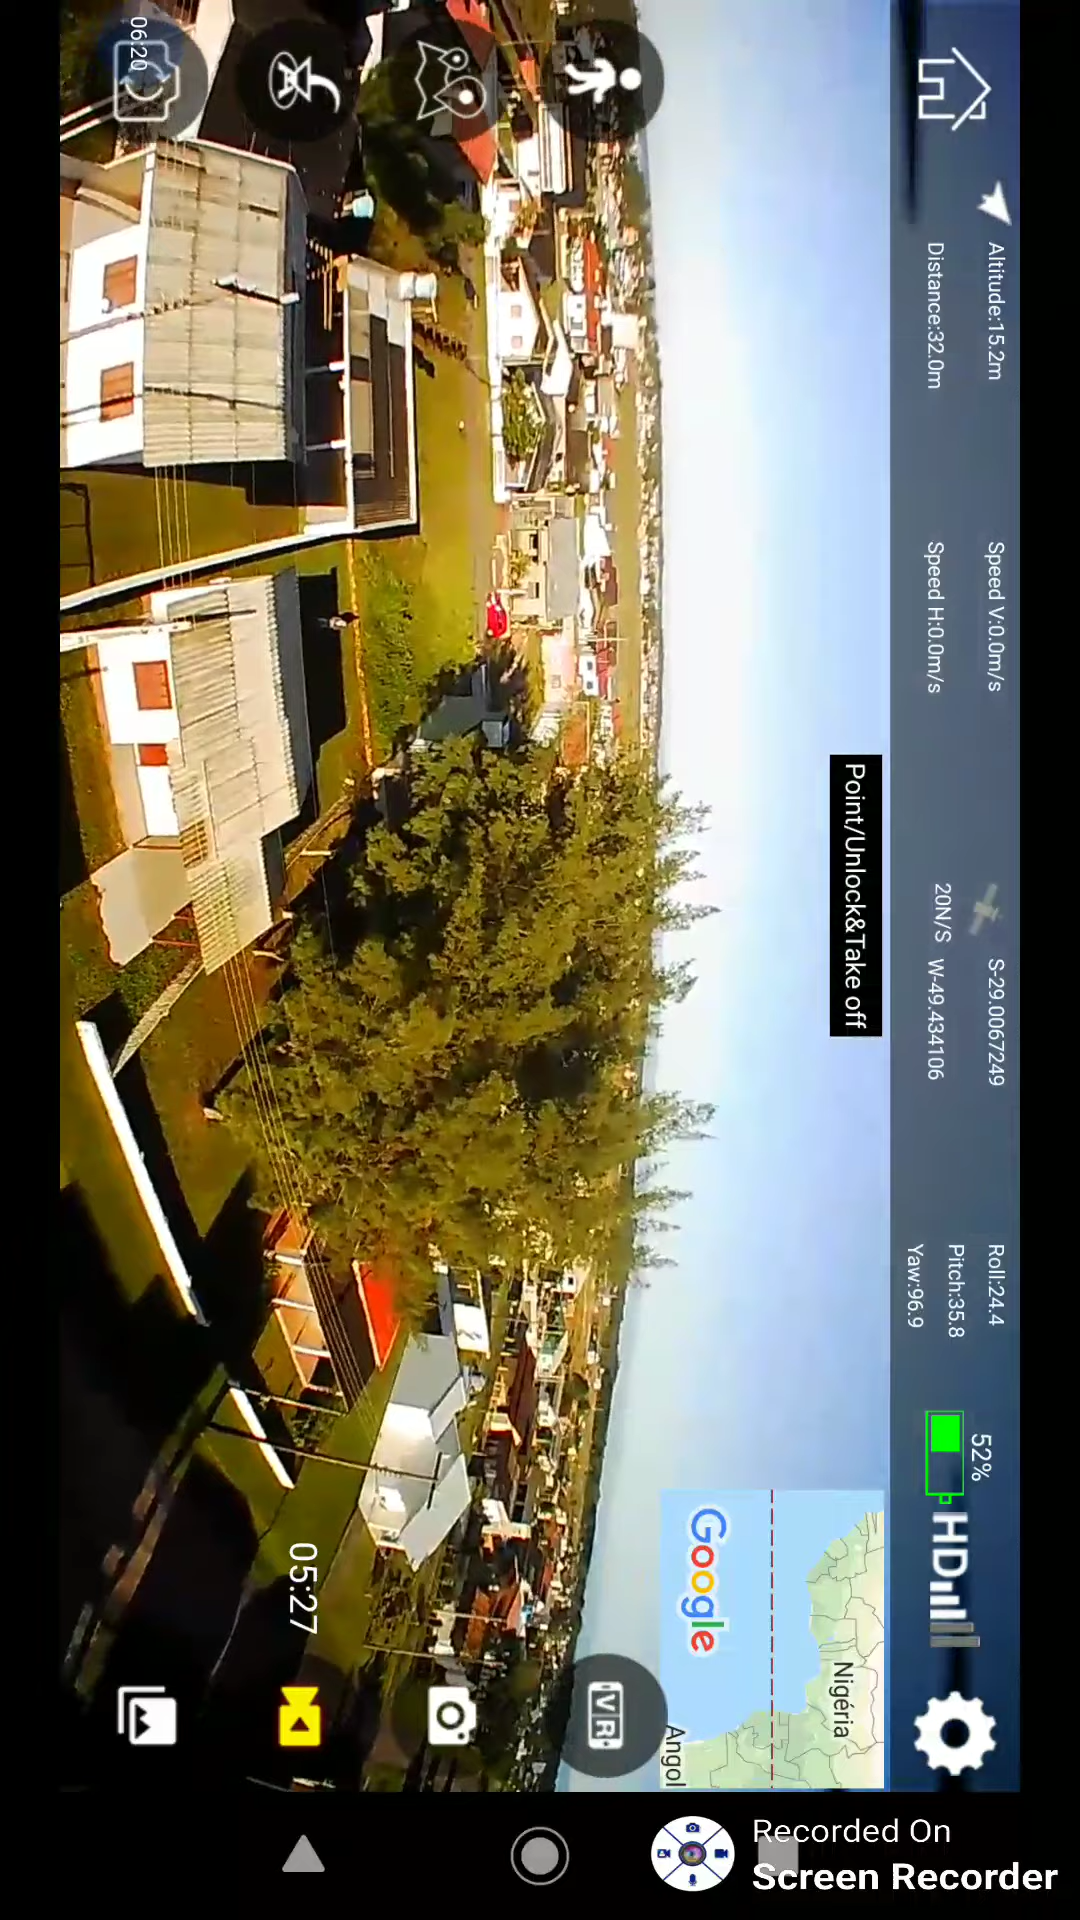 Altitude:15.2m
Distance:32.0m
Speed V:0.0m/s
Speed H:0.0m/s
20N/S
S-29.0067249
W-49.434106
Roll:24.4
Pitch:35.8
Yaw:96.9
52%
HD
Point/Unlock&Take off
06:20
05:27
VR
Google
Nigéria
Angol
Recorded On
Screen Recorder